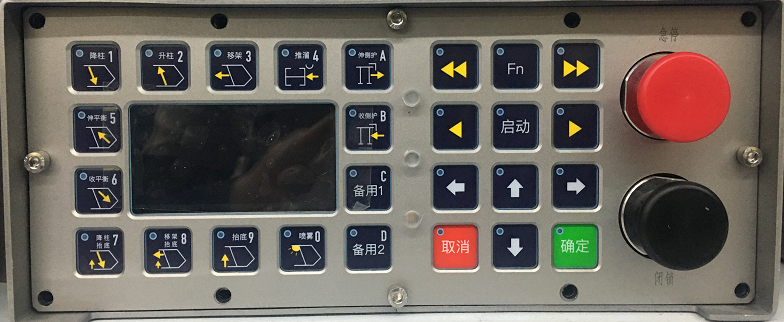 降柱 1
升柱 2
移架 3
推溜 4
伸侧护 A
Fn
急停
伸平衡 5
收侧护 B
启动
收平衡 6
C
备用1
降柱 7
抬底
移架 8
抬底
抬底 9
喷雾 0
D
备用2
取消
确定
闭锁